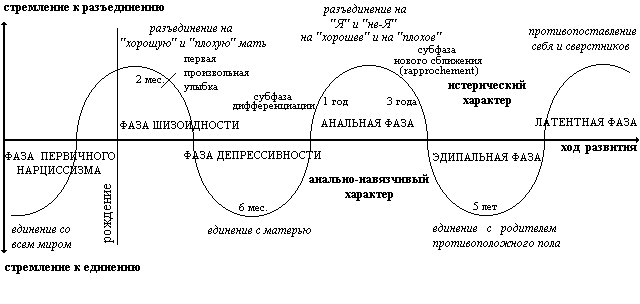 стремление к разъединению
разъединение на
"хорошую" и "плохую" мать
разъединение на
"Я" и "не-Я"
на "хорошее" и на "плохое"
противопоставление
себя и сверстников
первая
произвольная
улыбка
2 мес.
субфаза
нового сближения
(rapprochement)
субфаза
дифференциации
1 год
3 года
истерический
характер
ФАЗА ШИЗОИДНОСТИ
АНАЛЬНАЯ ФАЗА
ЛАТЕНТНАЯ ФАЗА
ход развития
ФАЗА ПЕРВИЧНОГО
НАРЦИССИЗМА
ФАЗА ДЕПРЕССИВНОСТИ
ЭДИПАЛЬНАЯ ФАЗА
анально-навязчивый
характер
рождение
6 мес.
5 лет
единение со
всем миром
единение с матерью
единение с родителем
противоположного пола
стремление к единению